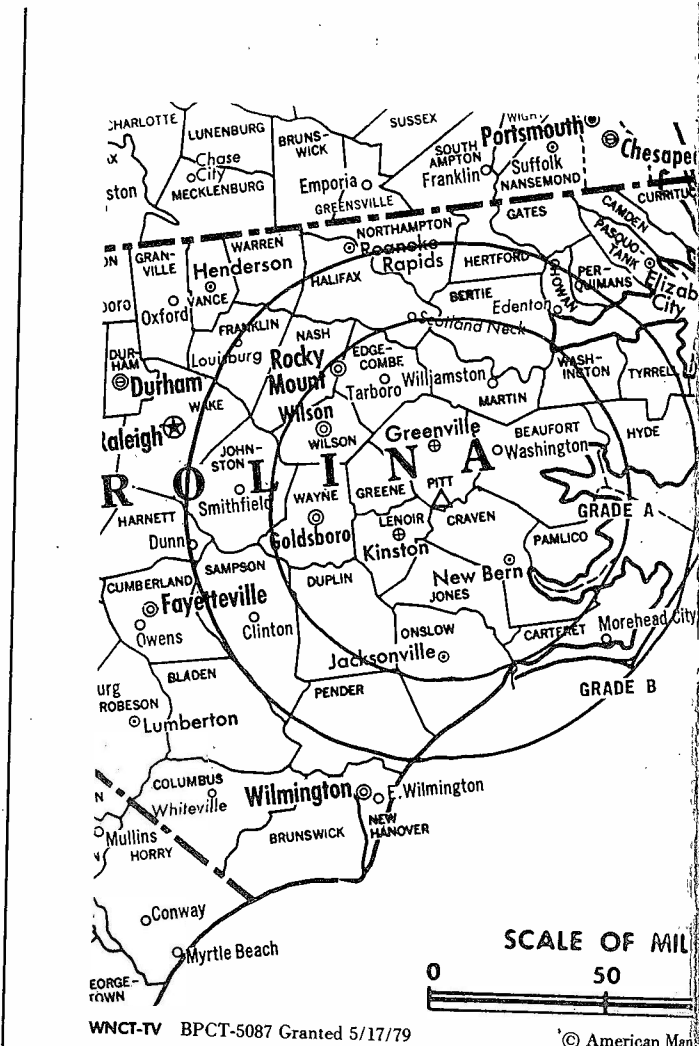 CHARLOTTE
LUNENBURG
BRUNS-
WICK
SUSSEX
SOUTH
AMPTON
Portsmouth
Suffolk
Chesape
Chase
City
MECKLENBURG
ston
Emporia
GREENSVILLE
Franklin
NANSEMOND
GATES
CAMDEN
CURRITUC
PASQUO-
TANK
Elizab
City
GRAN-
VILLE
WARREN
NORTHAMPTON
Roanoke
Rapids
HERTFORD
CHOWAN
PER-
QUIMANS
Henderson
VANCE
Oxford
HALIFAX
BERTIE
Edenton
Scotland Neck
FRANKLIN
Louisburg
NASH
Rocky
Mount
EDGE-
COMBE
Tarboro
Williamston
MARTIN
WASH-
INGTON
TYRRELL
DUR-
HAM
Durham
WAKE
Raleigh
Wilson
WILSON
Greenville
BEAUFORT
Washington
HYDE
R O L I N A
JOHN-
STON
Smithfield
WAYNE
Goldsboro
GREENE
PITT
LENOIR
Kinston
CRAVEN
GRADE A
PAMLICO
HARNETT
Dunn
SAMPSON
DUPLIN
New Bern
JONES
CUMBERLAND
Fayetteville
Owens
Clinton
ONSLOW
Jacksonville
CARTERET
Morehead City
GRADE B
BLADEN
PENDER
urg
ROBESON
Lumberton
COLUMBUS
Whiteville
Wilmington
E. Wilmington
NEW
HANOVER
BRUNSWICK
Mullins
HORRY
Conway
Myrtle Beach
EORGE-
TOWN
SCALE OF MIL
0 50
WNCT-TV BPCT-5087 Granted 5/17/79
© American Map